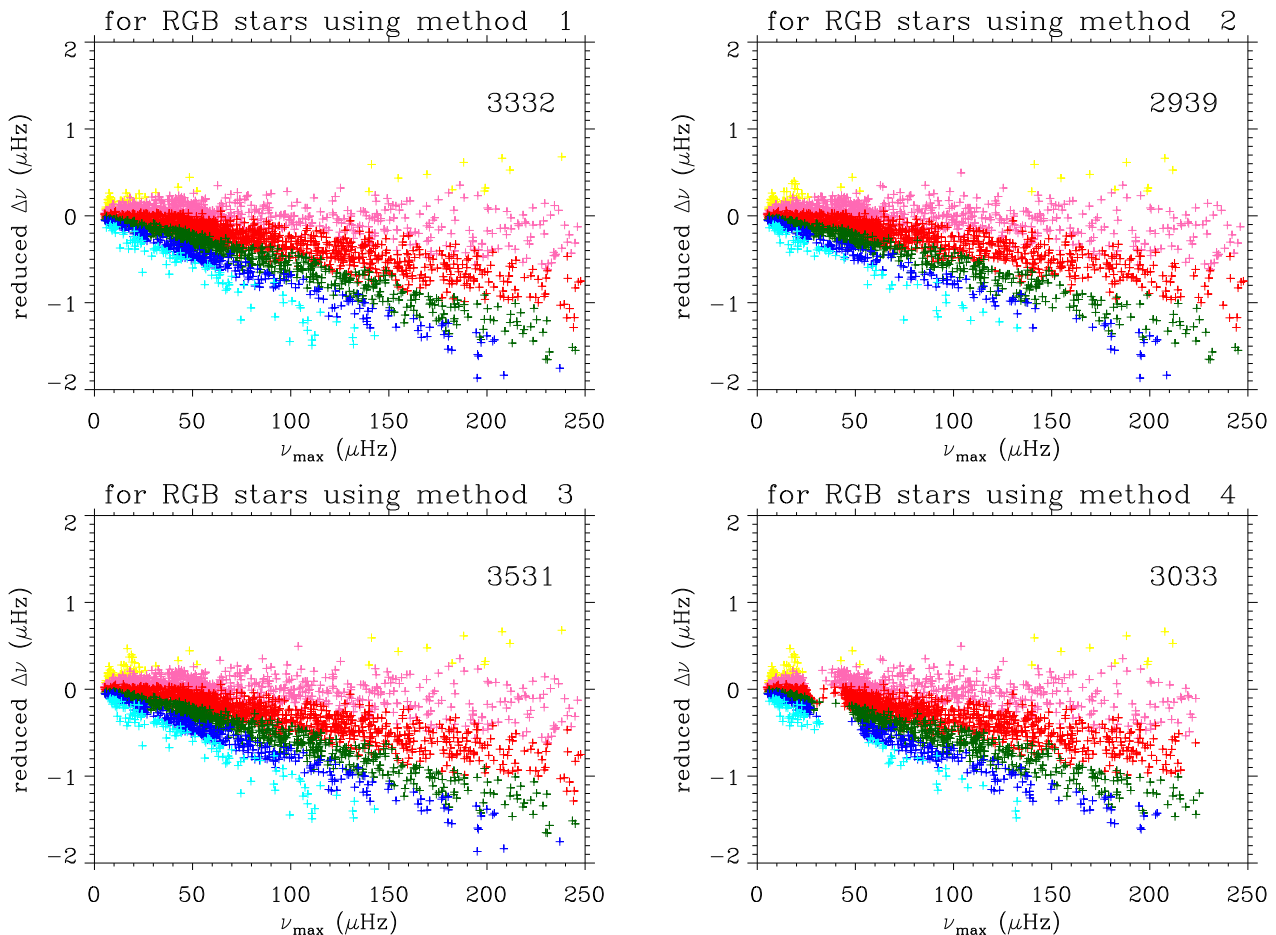 for RGB stars using method 1
3332
reduced Δν (μHz)
2
1
0
−1
−2
0 50 100 150 200 250
ν_max (μHz)
for RGB stars using method 2
2939
reduced Δν (μHz)
2
1
0
−1
−2
0 50 100 150 200 250
ν_max (μHz)
for RGB stars using method 3
3531
reduced Δν (μHz)
2
1
0
−1
−2
0 50 100 150 200 250
ν_max (μHz)
for RGB stars using method 4
3033
reduced Δν (μHz)
2
1
0
−1
−2
0 50 100 150 200 250
ν_max (μHz)